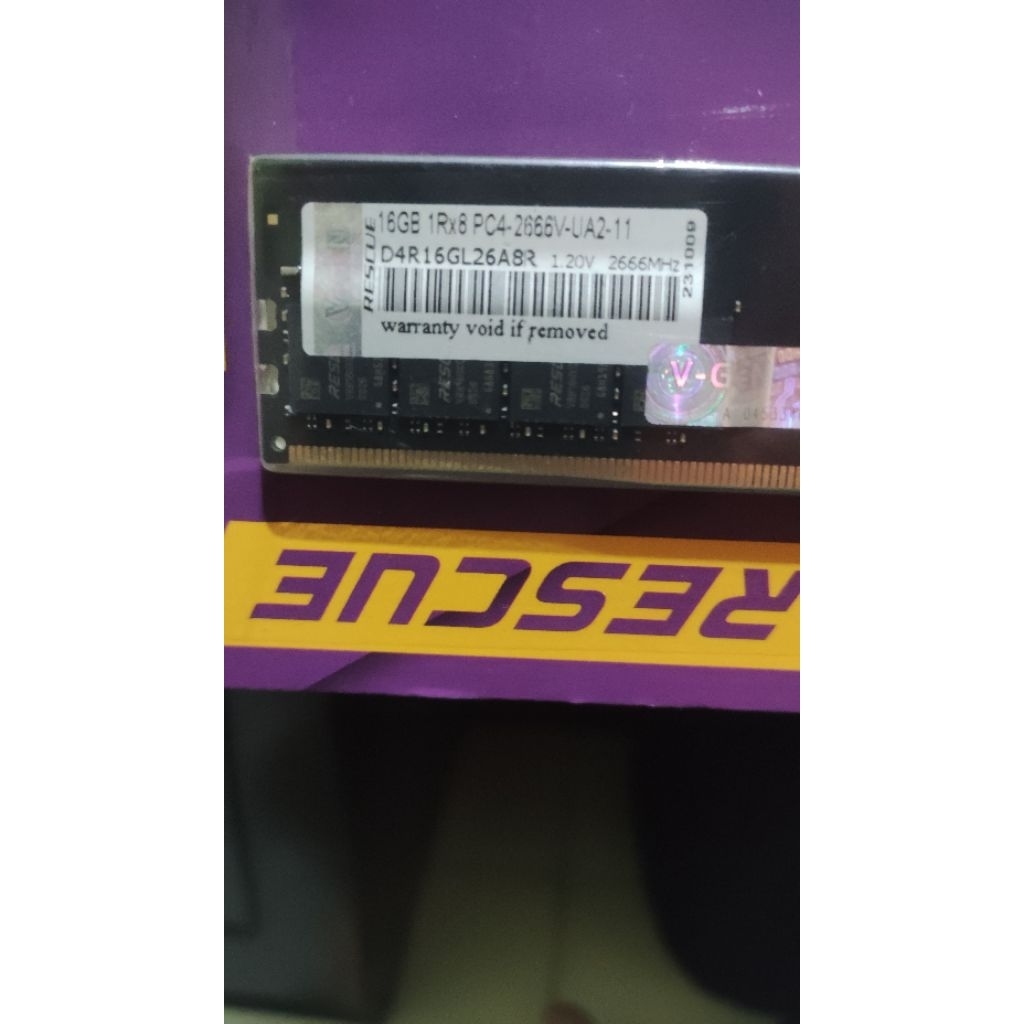 16GB 1Rx8 PC4-2666V-UA2-11
D4R16GL26A8R 1.20V 2666MHz
RESCUE
231009
warranty void if removed
V-G
RESCUE